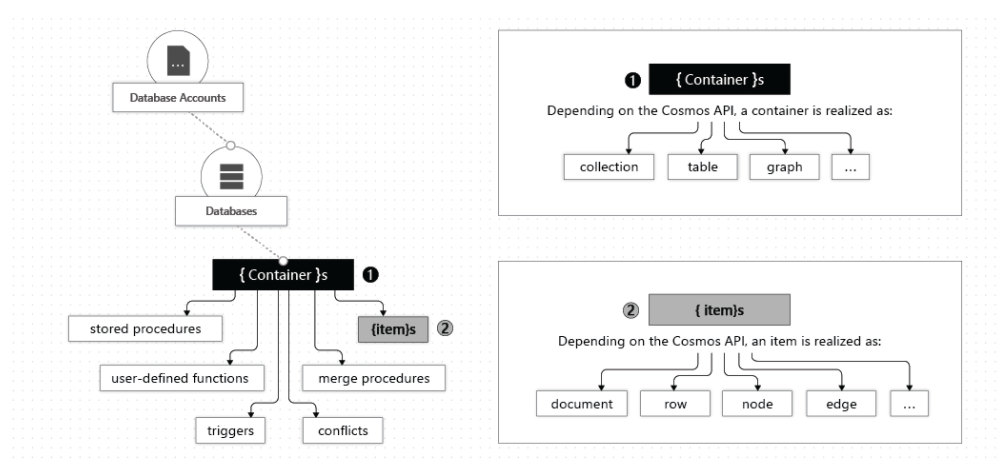 ...
Database Accounts
Databases
{ Container }s 1
stored procedures
{item}s 2
user-defined functions
merge procedures
triggers
conflicts
1 { Container }s
Depending on the Cosmos API, a container is realized as:
collection
table
graph
...
2 { item}s
Depending on the Cosmos API, an item is realized as:
document
row
node
edge
...